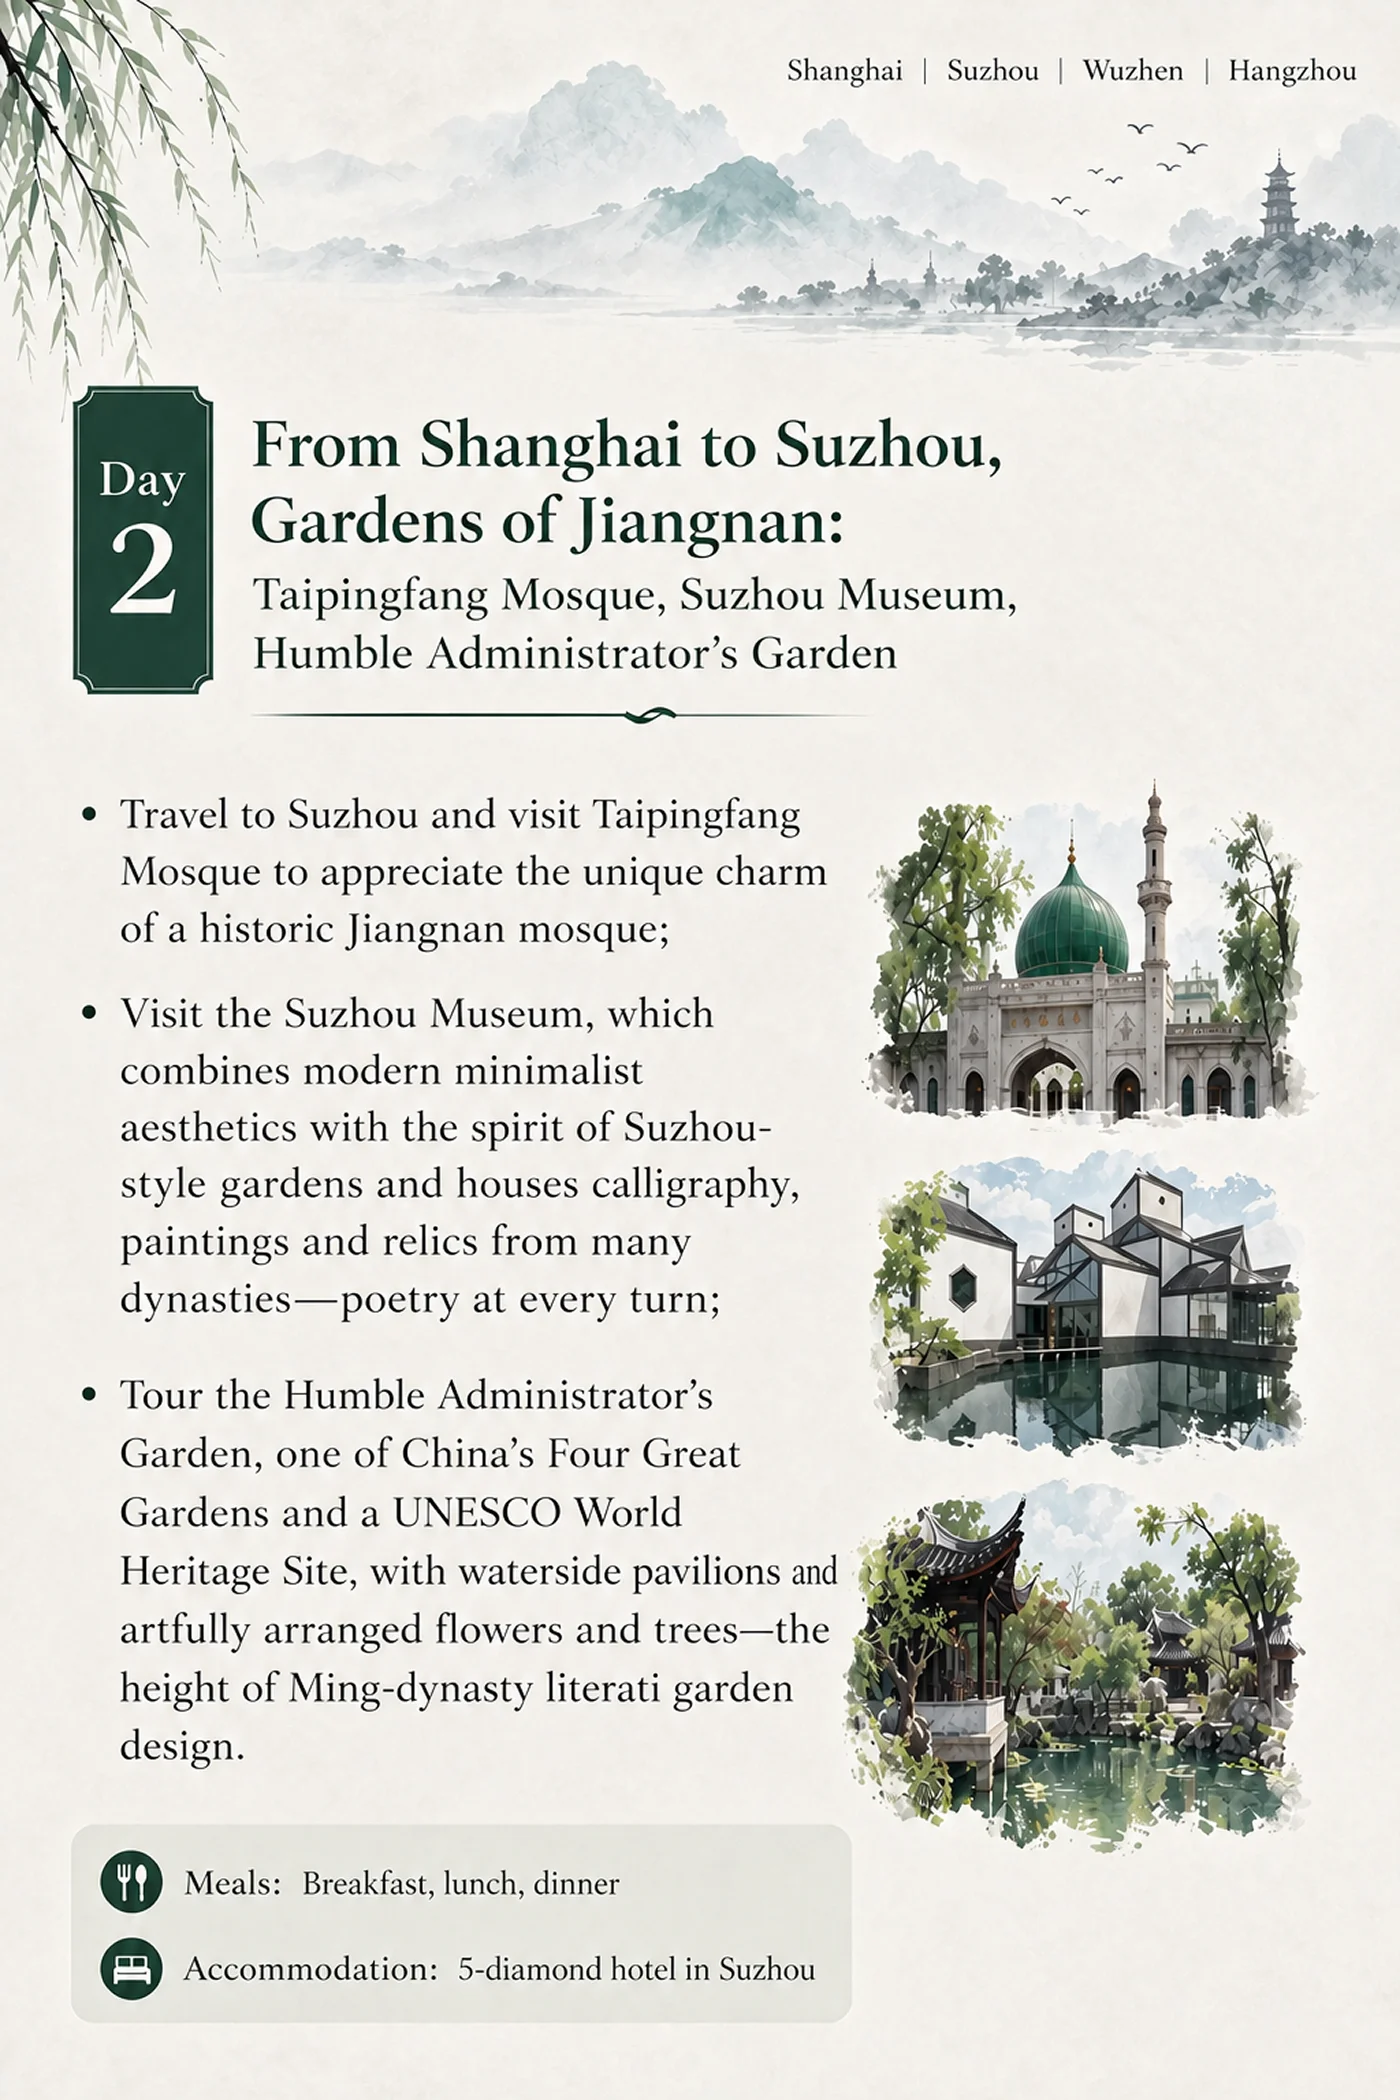 Shanghai | Suzhou | Wuzhen | Hangzhou
Day
2
From Shanghai to Suzhou,
Gardens of Jiangnan:
Taipingfang Mosque, Suzhou Museum,
Humble Administrator’s Garden
• Travel to Suzhou and visit Taipingfang
Mosque to appreciate the unique charm
of a historic Jiangnan mosque;
• Visit the Suzhou Museum, which
combines modern minimalist
aesthetics with the spirit of Suzhou-
style gardens and houses calligraphy,
paintings and relics from many
dynasties—poetry at every turn;
• Tour the Humble Administrator’s
Garden, one of China’s Four Great
Gardens and a UNESCO World
Heritage Site, with waterside pavilions and
artfully arranged flowers and trees—the
height of Ming-dynasty literati garden
design.
Meals: Breakfast, lunch, dinner
Accommodation: 5-diamond hotel in Suzhou